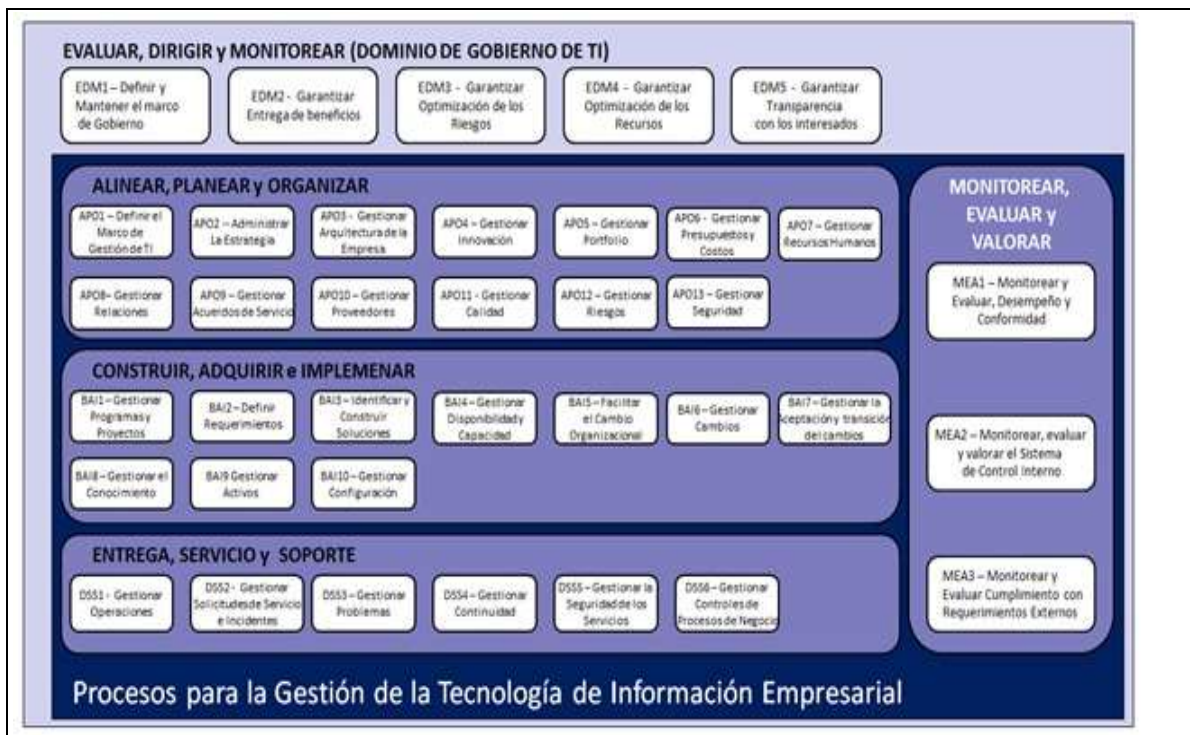 EVALUAR, DIRIGIR y MONITOREAR (DOMINIO DE GOBIERNO DE TI)
EDM1 – Definir y
Mantener el marco
de Gobierno
EDM2 - Garantizar
Entrega de beneficios
EDM3 - Garantizar
Optimización de los
Riesgos
EDM4 - Garantizar
Optimización de los
Recursos
EDM5 - Garantizar
Transparencia
con los interesados
ALINEAR, PLANEAR y ORGANIZAR
APO1 – Definir el
Marco de
Gestión de TI
APO2 – Administrar
La Estrategia
APO3 - Gestionar
Arquitectura de la
Empresa
APO4 – Gestionar
Innovación
APO5 – Gestionar
Portfolio
APO6 - Gestionar
Presupuestos y
Costos
APO7 – Gestionar
Recursos Humanos
APO8– Gestionar
Relaciones
APO9 – Gestionar
Acuerdos de Servicio
APO10 – Gestionar
Proveedores
APO11 - Gestionar
Calidad
APO12 – Gestionar
Riesgos
APO13 – Gestionar
Seguridad
CONSTRUIR, ADQUIRIR e IMPLEMENAR
BAI1 – Gestionar
Programas y
Proyectos
BAI2 – Definir
Requerimientos
BAI3 – Identificar y
Construir
Soluciones
BAI4 – Gestionar
Disponibilidad y
Capacidad
BAI5 – Facilitar
el Cambio
Organizacional
BAI6 – Gestionar
Cambios
BAI7 – Gestionar la
ceptación y transición
del cambios
BAI8 – Gestionar el
Conocimiento
BAI9 Gestionar
Activos
BAI10 – Gestionar
Configuración
ENTREGA, SERVICIO y SOPORTE
DSS1 - Gestionar
Operaciones
DSS2 - Gestionar
Solicitudes de Servicio
e Incidentes
DSS3 – Gestionar
Problemas
DSS4 – Gestionar
Continuidad
DSS5 – Gestionar la
Seguridad de los
Servicios
DSS6 – Gestionar
Controles de
Procesos de Negocio
MONITOREAR,
EVALUAR y
VALORAR
MEA1 – Monitorear y
Evaluar, Desempeño y
Conformidad
MEA2 – Monitorear, evaluar
y valorar el Sistema
de Control Interno
MEA3 – Monitorear y
Evaluar Cumplimiento con
Requerimientos Externos
Procesos para la Gestión de la Tecnología de Información Empresarial